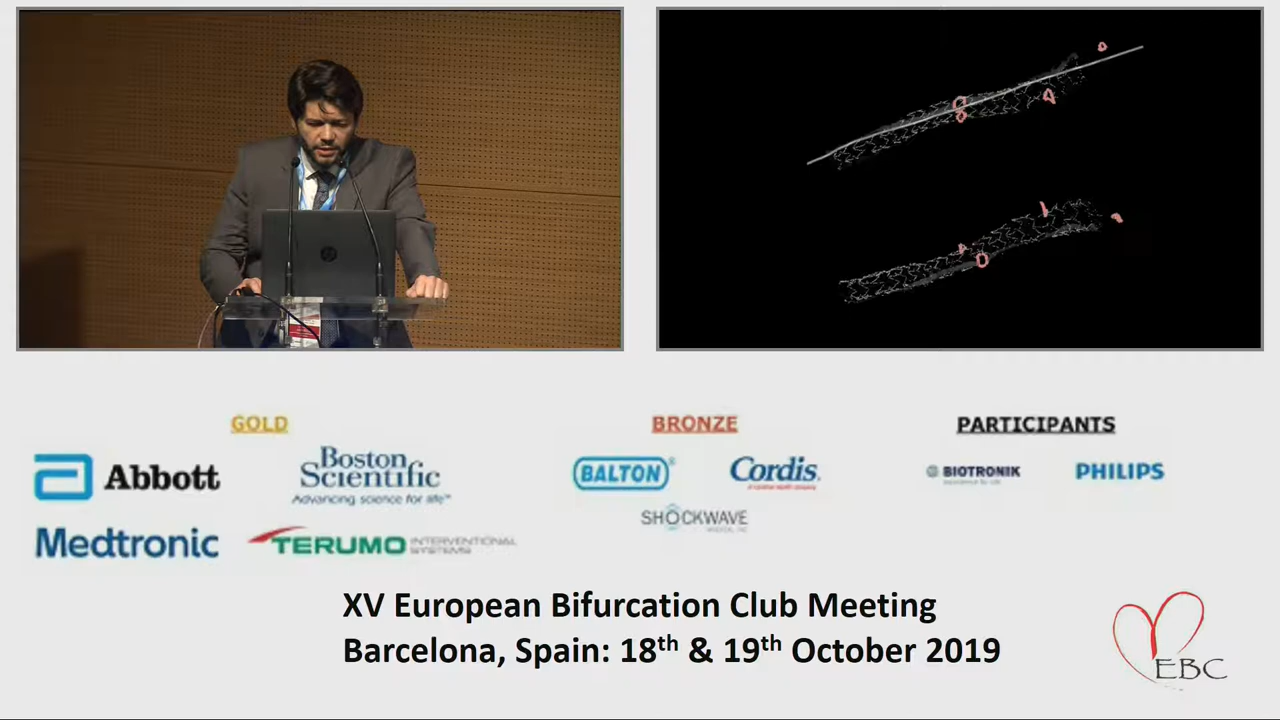 GOLD
BRONZE
PARTICIPANTS
Abbott
Boston
Scientific
Advancing science for life™
BALTON®
Cordis®
BIOTRONIK
PHILIPS
SHOCKWAVE
Medtronic
TERUMO INTERVENTIONAL
SYSTEMS
XV European Bifurcation Club Meeting
Barcelona, Spain: 18th & 19th October 2019
EBC